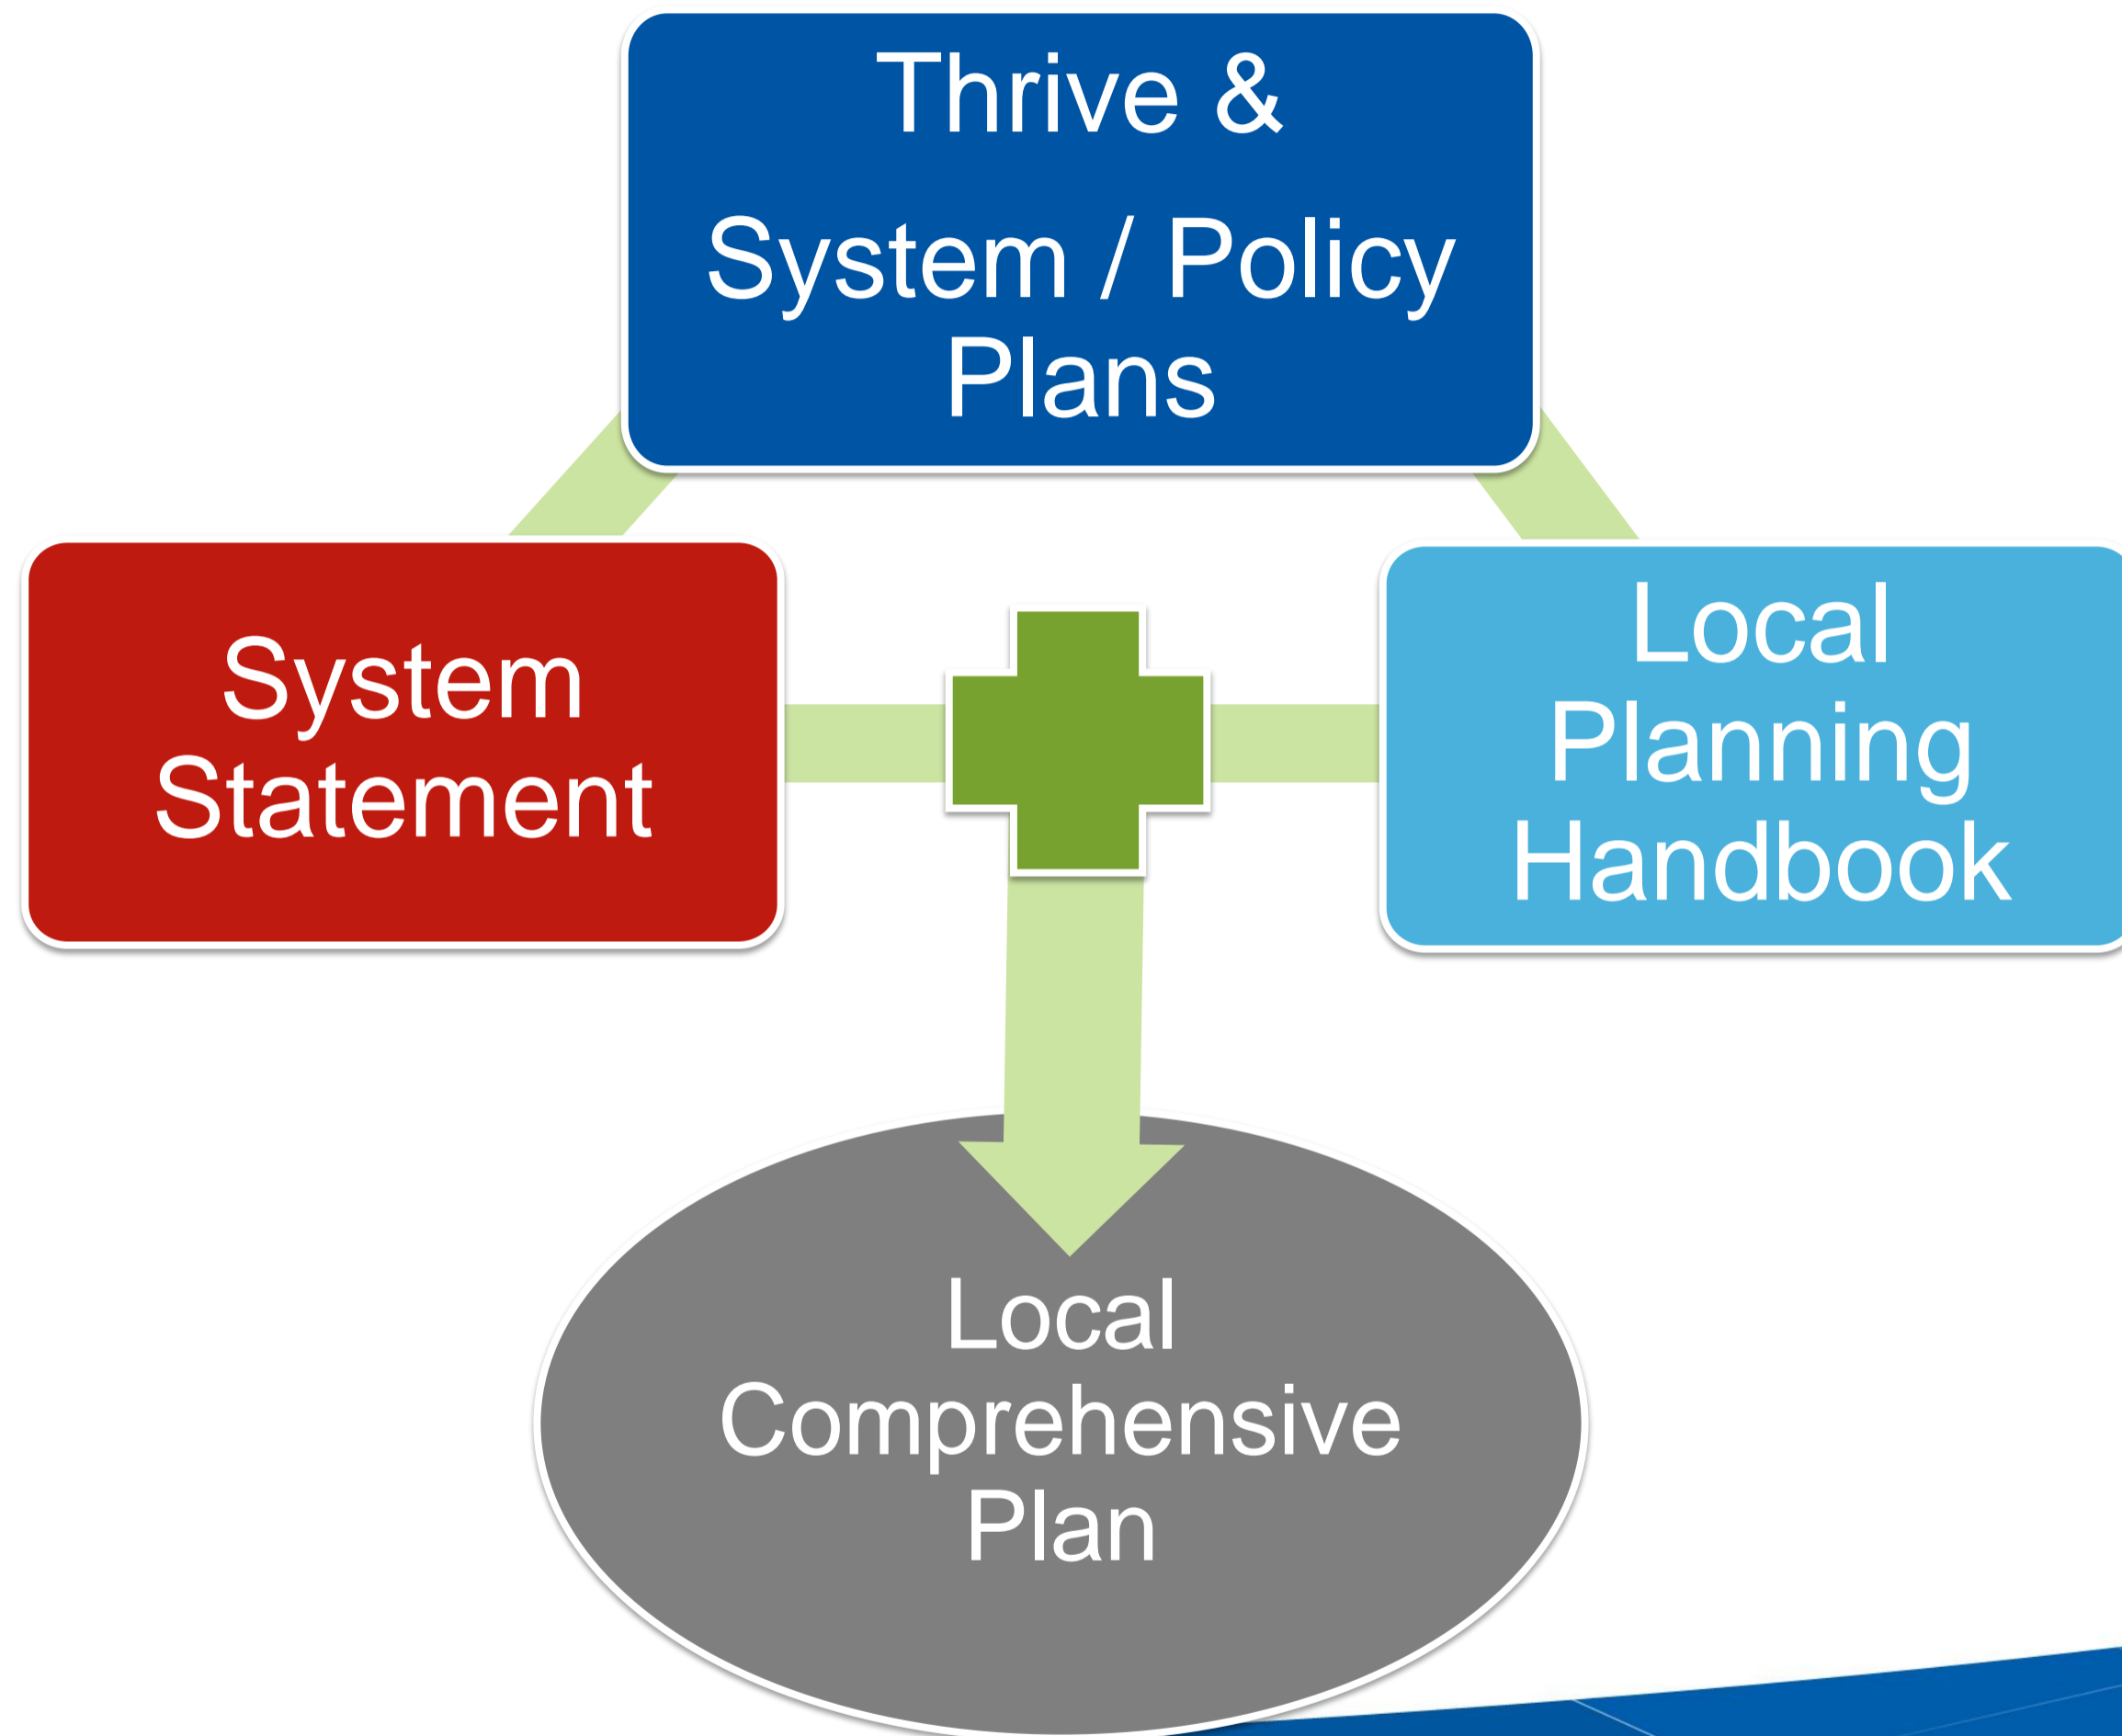 Thrive &
System / Policy
Plans
System
Statement
Local
Planning
Handbook
Local
Comprehensive
Plan